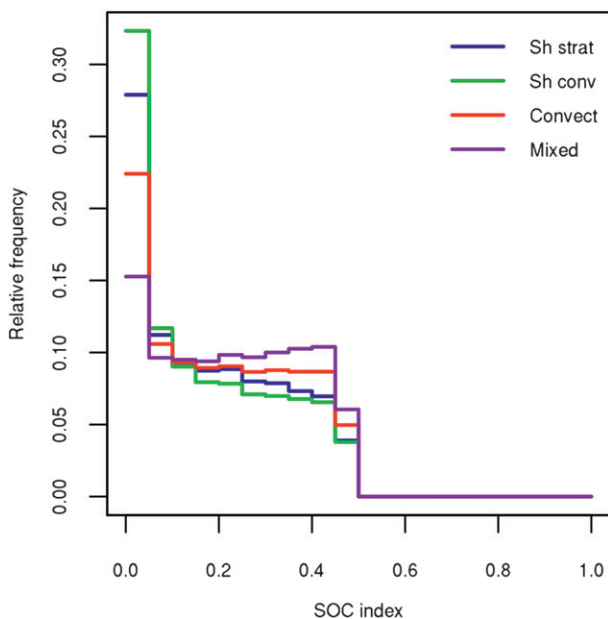 Relative frequency
0.30
0.25
0.20
0.15
0.10
0.05
0.00
Sh strat
Sh conv
Convect
Mixed
0.0 0.2 0.4 0.6 0.8 1.0
SOC index